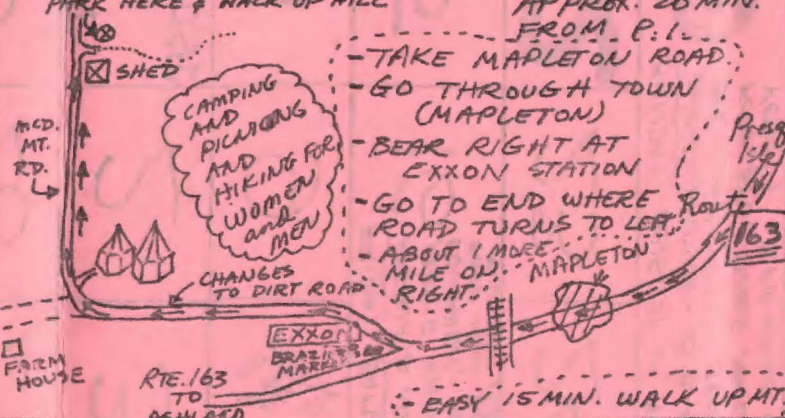 PARK HERE & WALK UP HILL
APPROX. 20 MIN.
FROM P.I.
SHED
MCD.
MT.
RD.
CAMPING
AND
PICNICING
AND
HIKING FOR
WOMEN
and
MEN
- TAKE MAPLETON ROAD
- GO THROUGH TOWN
(MAPLETON)
- BEAR RIGHT AT
EXXON STATION
- GO TO END WHERE
ROAD TURNS TO LEFT
- ABOUT 1 MORE
MILE ON
RIGHT.
Presq
Isle
Route
163
MAPLETON
CHANGES
TO DIRT ROAD
EXXON
MARKET
FARM
HOUSE
RTE. 163
TO
- EASY 15 MIN. WALK UP MT.